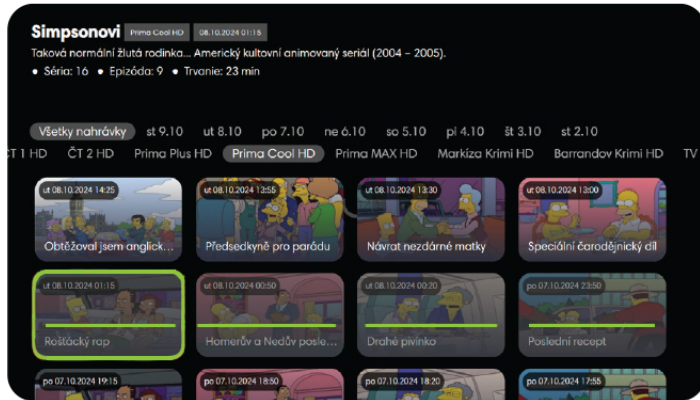 Simpsonovi Prima Cool HD 08.10.2024 01:15
Taková normální žlutá rodinka... Americký kultovní animovaný seriál (2004 – 2005).
• Séria: 16 • Epizóda: 9 • Trvanie: 23 min
Všetky nahrávky st 9.10 ut 8.10 po 7.10 ne 6.10 so 5.10 pi 4.10 št 3.10 st 2.10
ČT 1 HD ČT 2 HD Prima Plus HD Prima Cool HD Prima MAX HD Markíza Krimi HD Barrandov Krimi HD TV
ut 08.10.2024 14:25 ut 08.10.2024 13:55 ut 08.10.2024 13:30 ut 08.10.2024 13:00
Obtěžoval jsem anglick... Předsedkyně pro parádu Návrat nezdárné matky Speciální čarodějnický díl
ut 08.10.2024 01:15 ut 08.10.2024 00:50 ut 08.10.2024 00:20 po 07.10.2024 23:50
Rošťácký rap Homerův a Nedův posle... Drahé pivínko Poslední recept
po 07.10.2024 19:15 po 07.10.2024 18:50 po 07.10.2024 18:20 po 07.10.2024 17:55